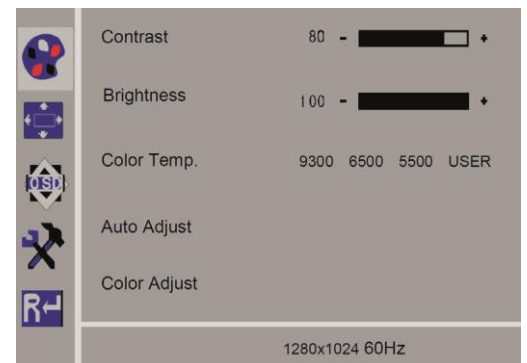 Contrast 80 - +
Brightness 100 - +
Color Temp. 9300 6500 5500 USER
OSD
Auto Adjust
Color Adjust
R
1280x1024 60Hz